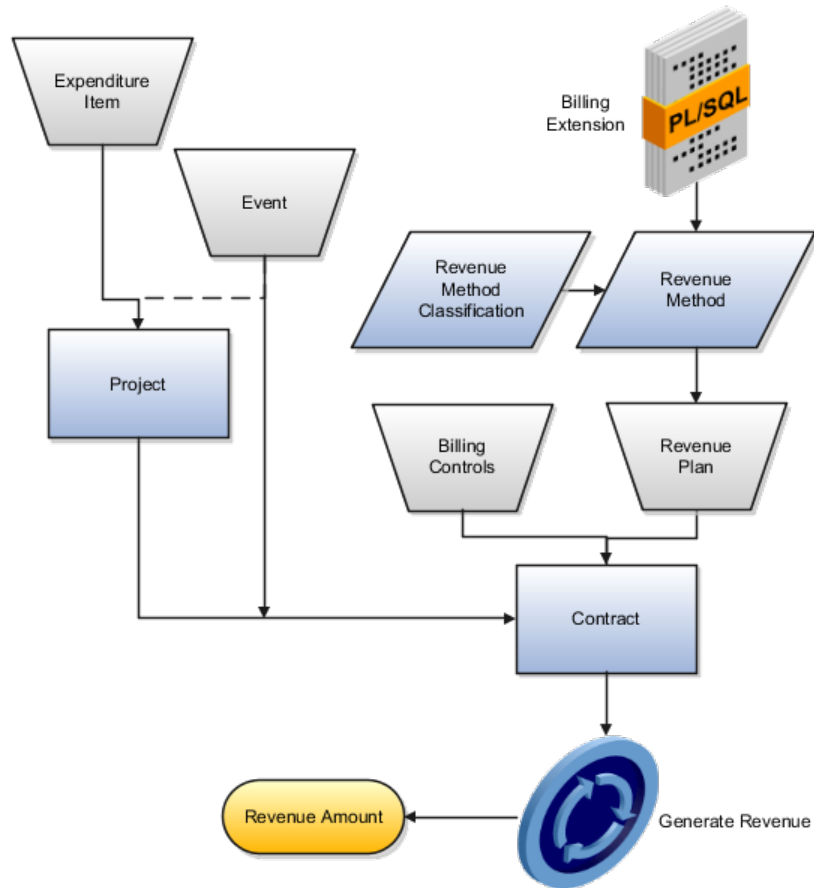 Expenditure
Item
Billing
Extension
PL/SQL
Event
Revenue
Method
Classification
Revenue
Method
Project
Billing
Controls
Revenue
Plan
Contract
Revenue Amount
Generate Revenue